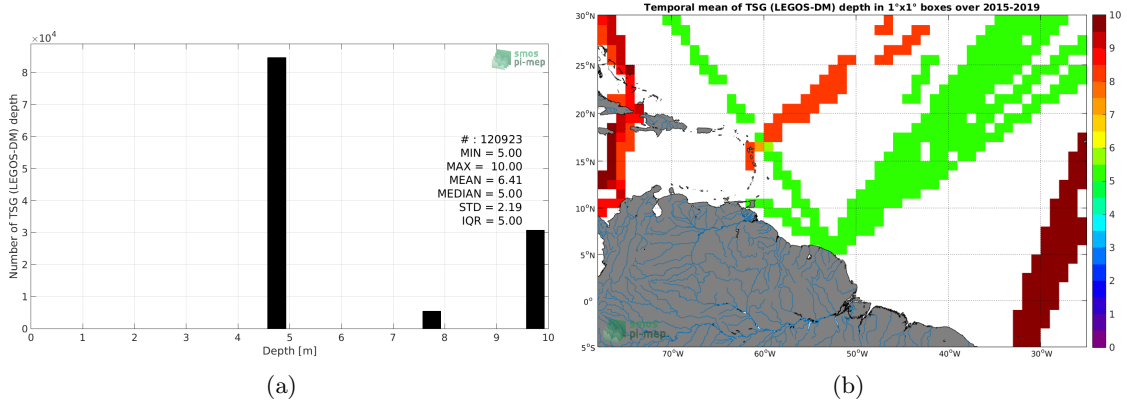 Temporal mean of TSG (LEGOS-DM) depth in 1°x1° boxes over 2015-2019
×10⁴
8
7
6
5
4
3
2
1
0
Number of TSG (LEGOS-DM) depth
smos
pi-mep
# : 120923
MIN = 5.00
MAX = 10.00
MEAN = 6.41
MEDIAN = 5.00
STD = 2.19
IQR = 5.00
0 1 2 3 4 5 6 7 8 9 10
Depth [m]
(a)
30°N
25°N
20°N
15°N
10°N
5°N
0°
5°S
70°W 60°W 50°W 40°W 30°W
smos
pi-mep
10
9
8
7
6
5
4
3
2
1
0
(b)